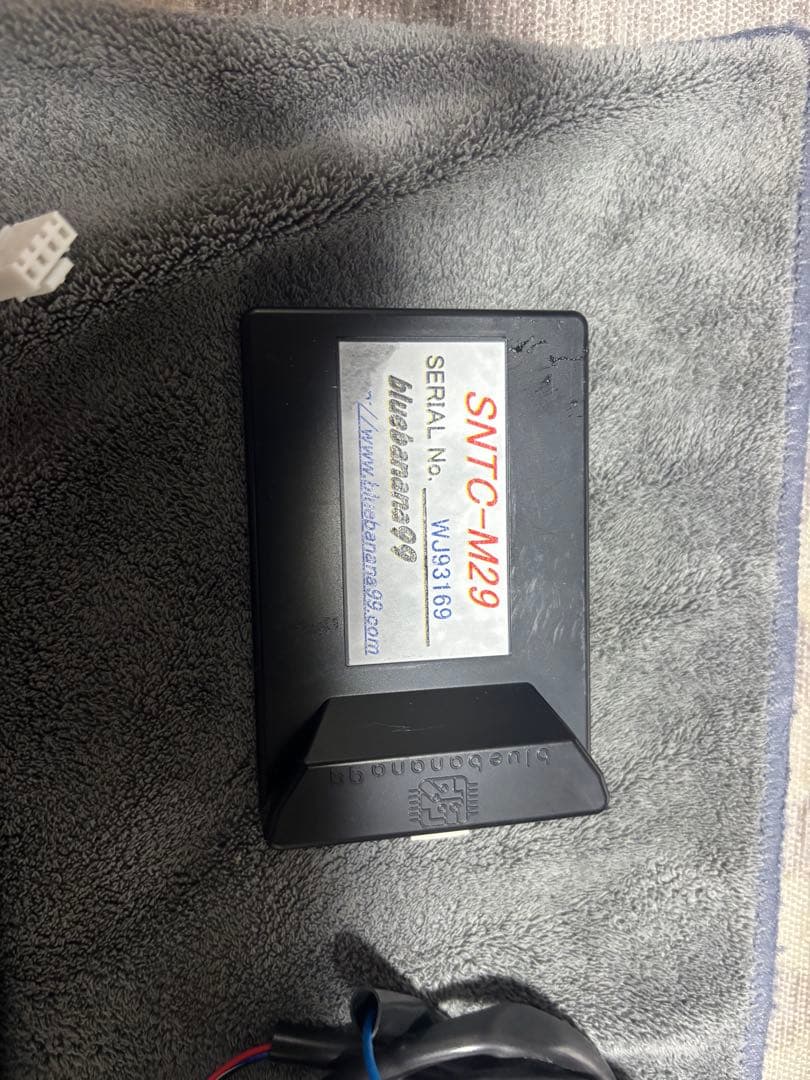 SNTC-M29
SERIAL No. WJ93169
bluebanana99
//www.bluebanana99.com
bluebanana99